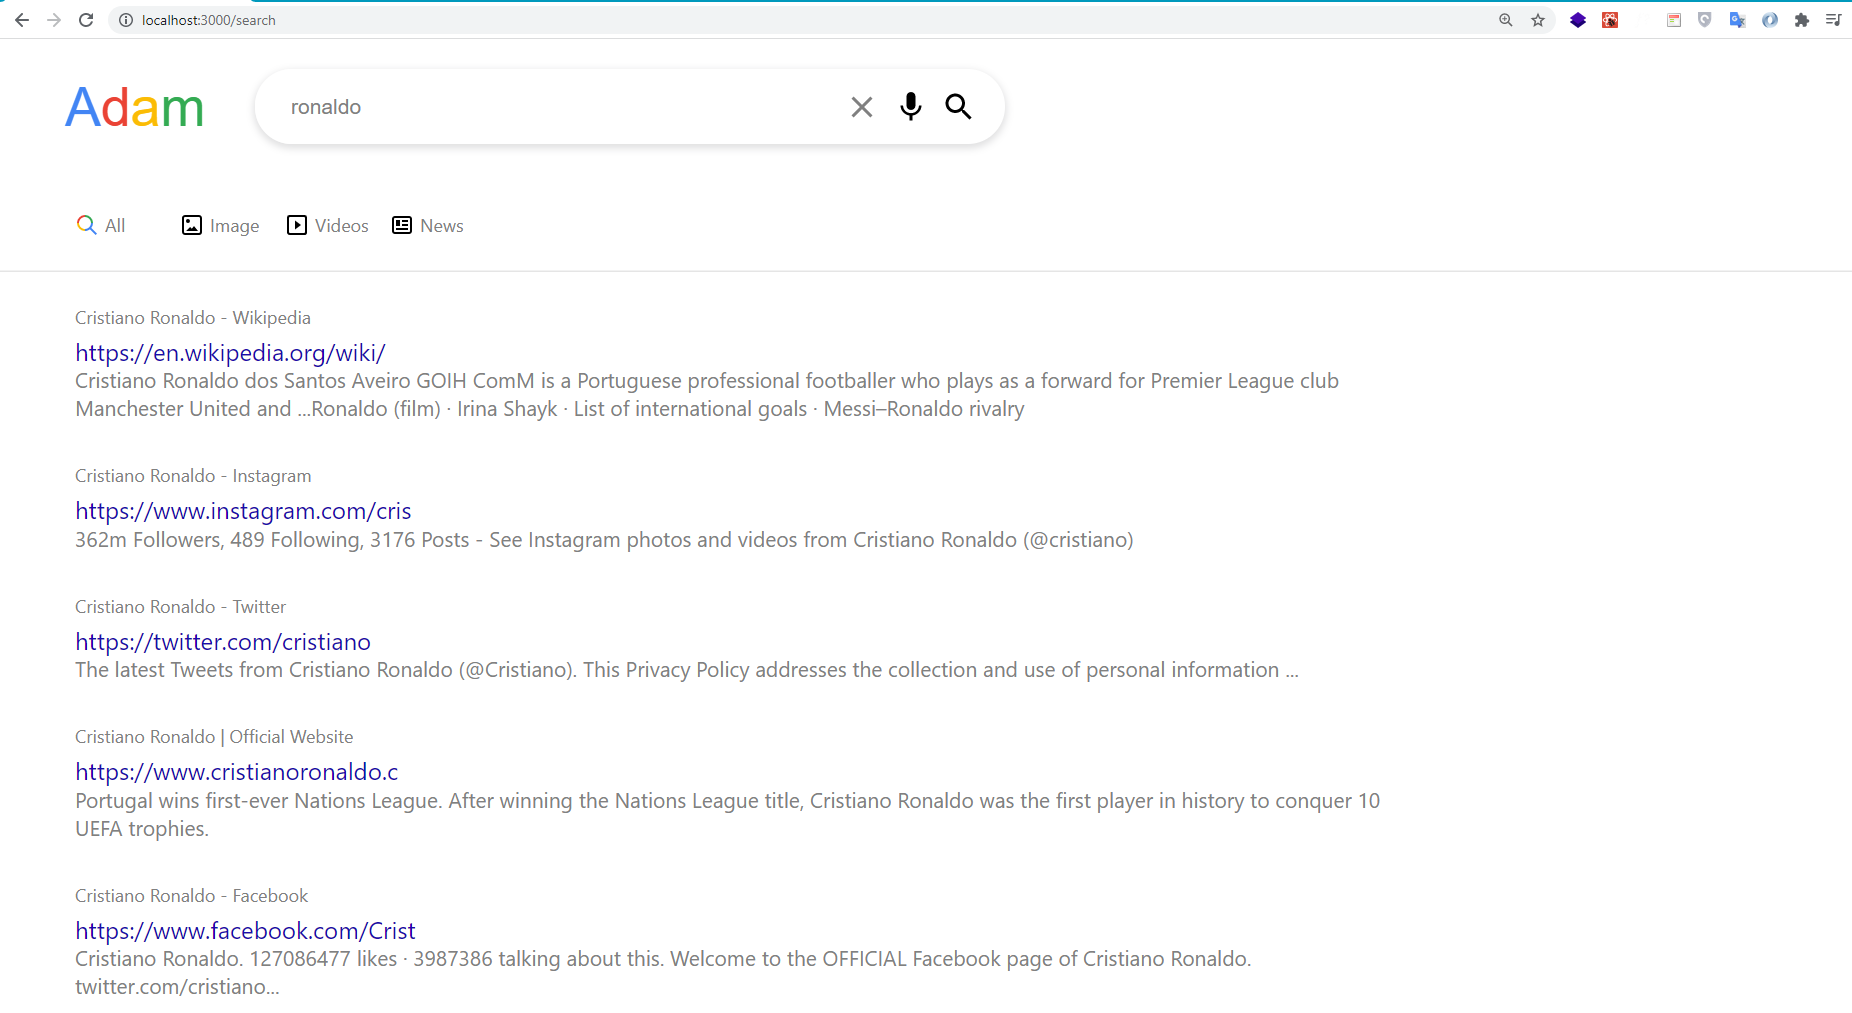 localhost:3000/search
Adam
ronaldo
All Image Videos News
Cristiano Ronaldo - Wikipedia
https://en.wikipedia.org/wiki/
Cristiano Ronaldo dos Santos Aveiro GOIH ComM is a Portuguese professional footballer who plays as a forward for Premier League club
Manchester United and ...Ronaldo (film) · Irina Shayk · List of international goals · Messi–Ronaldo rivalry
Cristiano Ronaldo - Instagram
https://www.instagram.com/cris
362m Followers, 489 Following, 3176 Posts - See Instagram photos and videos from Cristiano Ronaldo (@cristiano)
Cristiano Ronaldo - Twitter
https://twitter.com/cristiano
The latest Tweets from Cristiano Ronaldo (@Cristiano). This Privacy Policy addresses the collection and use of personal information ...
Cristiano Ronaldo | Official Website
https://www.cristianoronaldo.c
Portugal wins first-ever Nations League. After winning the Nations League title, Cristiano Ronaldo was the first player in history to conquer 10
UEFA trophies.
Cristiano Ronaldo - Facebook
https://www.facebook.com/Crist
Cristiano Ronaldo. 127086477 likes · 3987386 talking about this. Welcome to the OFFICIAL Facebook page of Cristiano Ronaldo.
twitter.com/cristiano...